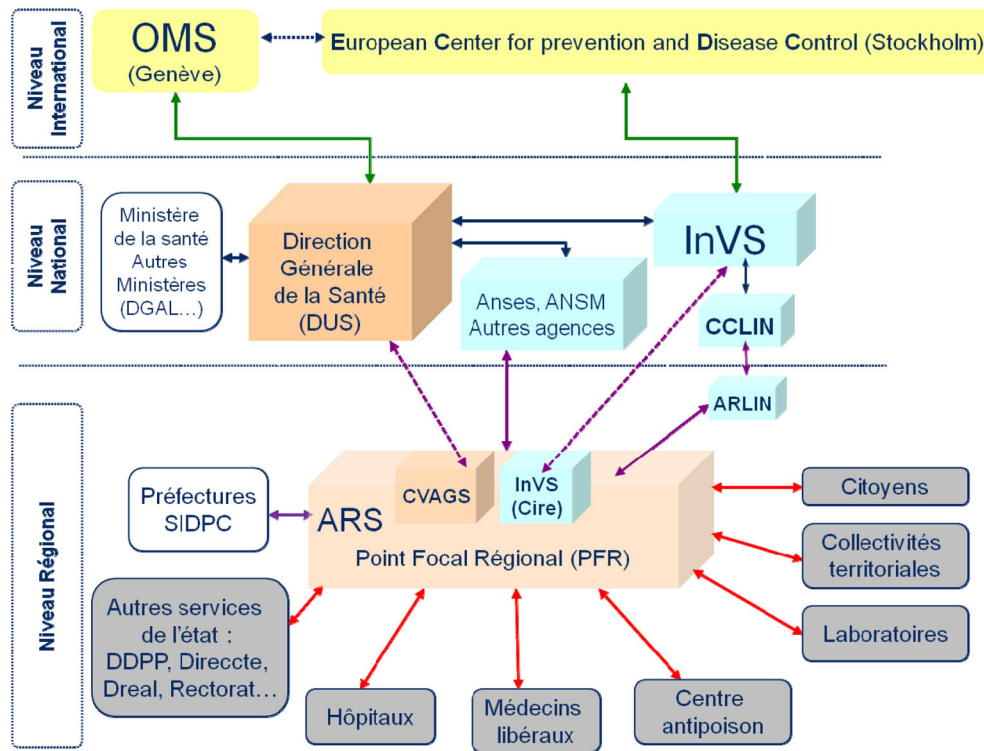 Niveau
International
OMS
(Genève)
European Center for prevention and Disease Control (Stockholm)
Niveau
National
Ministère
de la santé
Autres
Ministères
(DGAL...)
Direction
Générale
de la Santé
(DUS)
Anses, ANSM
Autres agences
InVS
CCLIN
ARLIN
Niveau Régional
Préfectures
SIDPC
ARS
CVAGS
InVS
(Cire)
Point Focal Régional (PFR)
Citoyens
Collectivités
territoriales
Laboratoires
Autres services
de l'état :
DDPP, Direccte,
Dreal, Rectorat...
Hôpitaux
Médecins
libéraux
Centre
antipoison